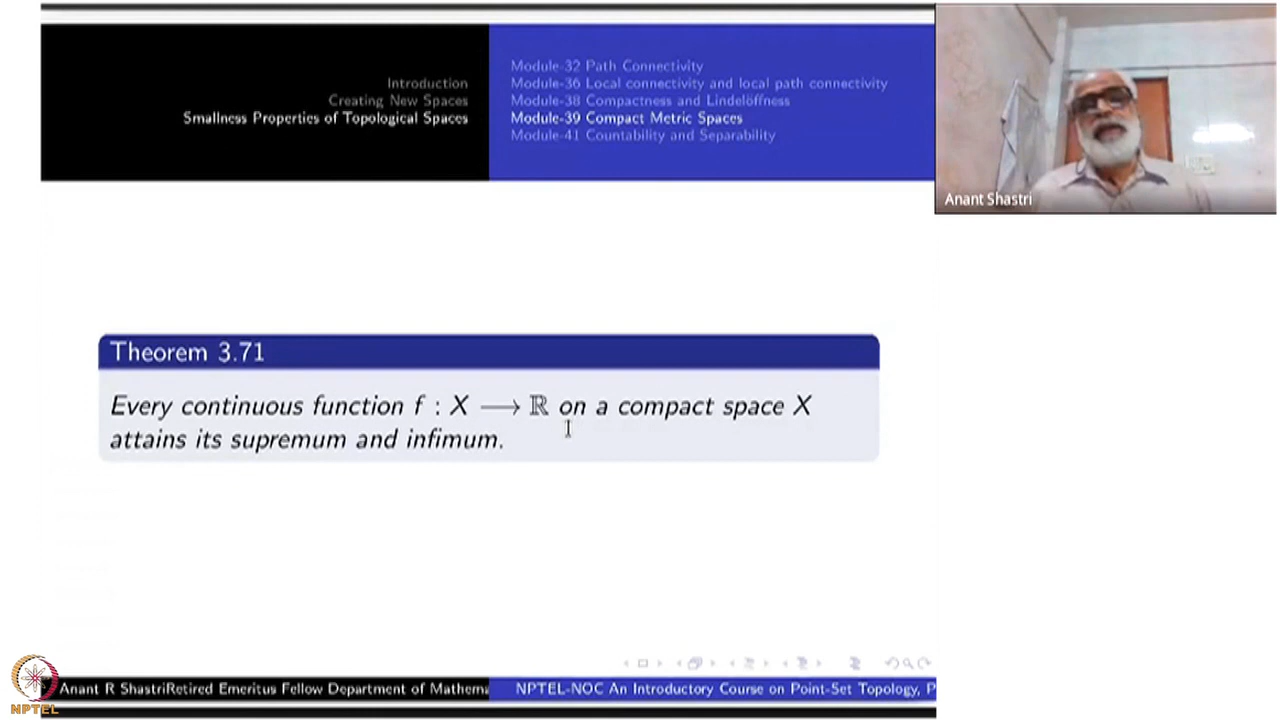 Introduction
Creating New Spaces
Smallness Properties of Topological Spaces
Module-32 Path Connectivity
Module-36 Local connectivity and local path connectivity
Module-38 Compactness and Lindelöffness
Module-39 Compact Metric Spaces
Module-41 Countability and Separability
Anant Shastri
Theorem 3.71
Every continuous function f : X ⟶ ℝ on a compact space X
attains its supremum and infimum.
NPTEL
Anant R ShastriRetired Emeritus Fellow Department of Mathema
NPTEL-NOC An Introductory Course on Point-Set Topology, P